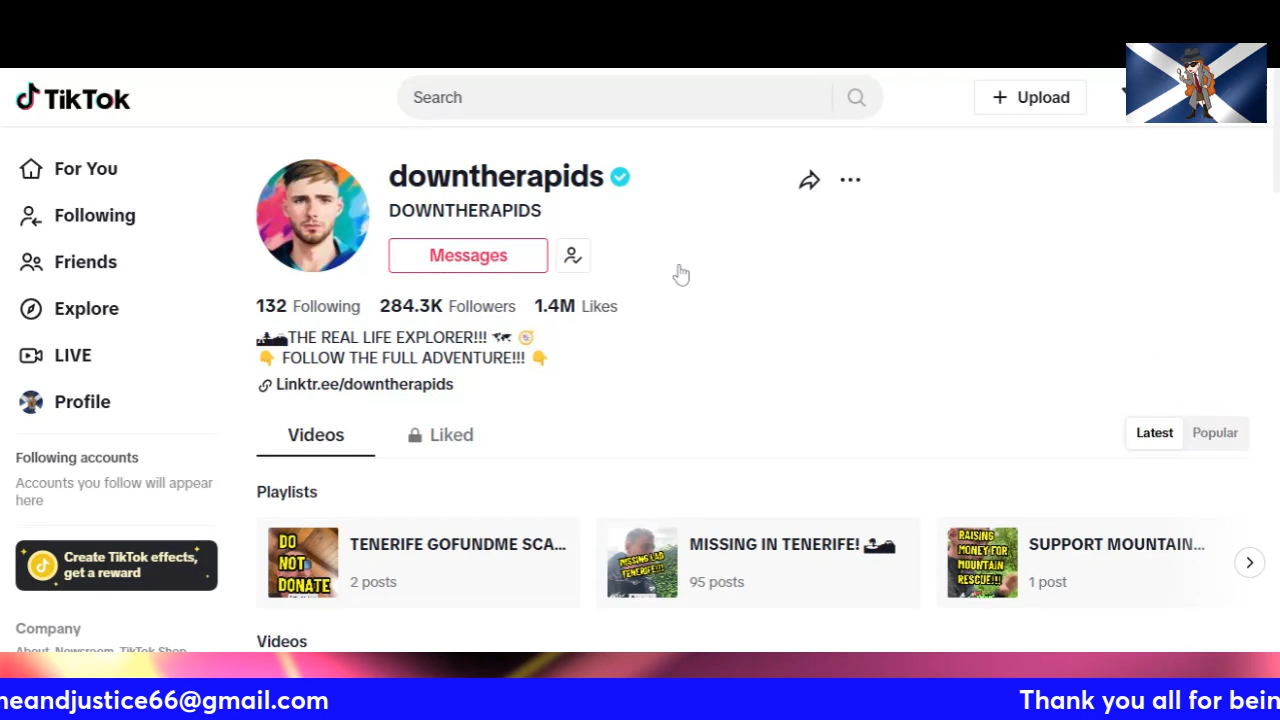 TikTok
Search
Upload
For You
Following
Friends
Explore
LIVE
Profile
Following accounts
Accounts you follow will appear
here
Create TikTok effects,
get a reward
Company
About Newsroom TikTok Shop
downtherapids
DOWNTHERAPIDS
Messages
132 Following 284.3K Followers 1.4M Likes
THE REAL LIFE EXPLORER!!!
FOLLOW THE FULL ADVENTURE!!!
Linktr.ee/downtherapids
Videos Liked
Latest Popular
Playlists
DO
NOT
DONATE
TENERIFE GOFUNDME SCA...
2 posts
MISSING LAD
TENERIFE!!!
MISSING IN TENERIFE!
95 posts
RAISING
MONEY FOR
MOUNTAIN
RESCUE!!!
SUPPORT MOUNTAIN...
1 post
Videos
neandjustice66@gmail.com
Thank you all for bein